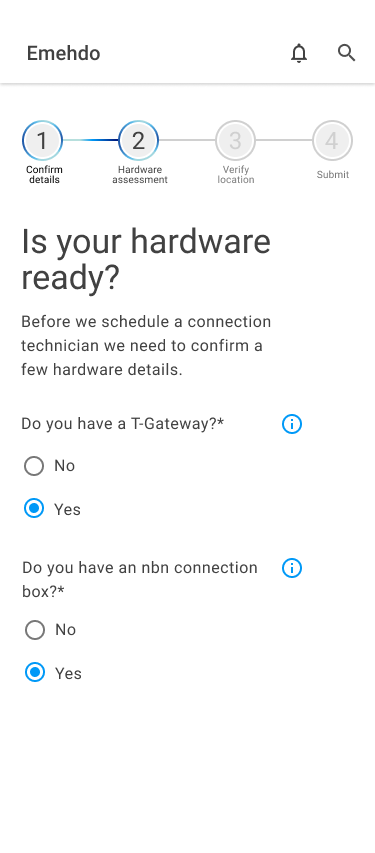 Emehdo
1
2
3
4
Confirm
details
Hardware
assessment
Verify
location
Submit
Is your hardware
ready?
Before we schedule a connection
technician we need to confirm a
few hardware details.
Do you have a T-Gateway?*
No
Yes
Do you have an nbn connection
box?*
No
Yes